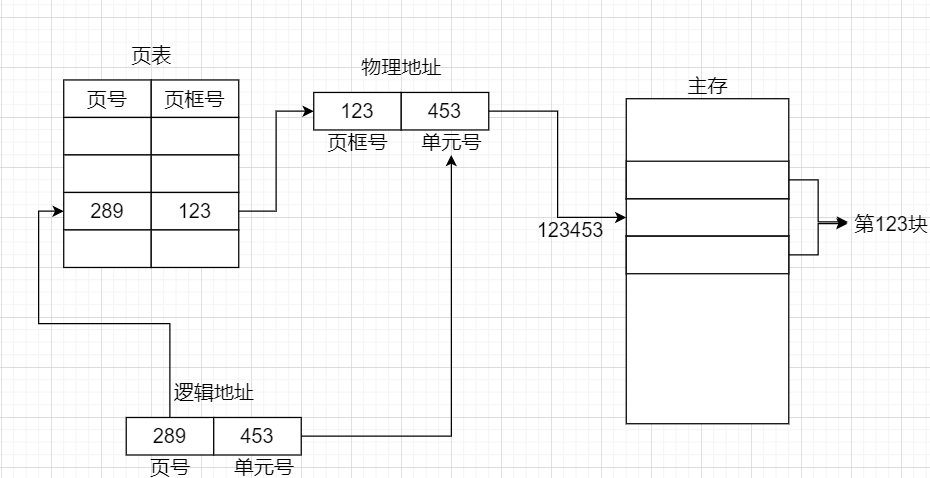 页表
页号 页框号
289 123
物理地址
123 453
页框号 单元号
主存
123453
第123块
逻辑地址
289 453
页号 单元号